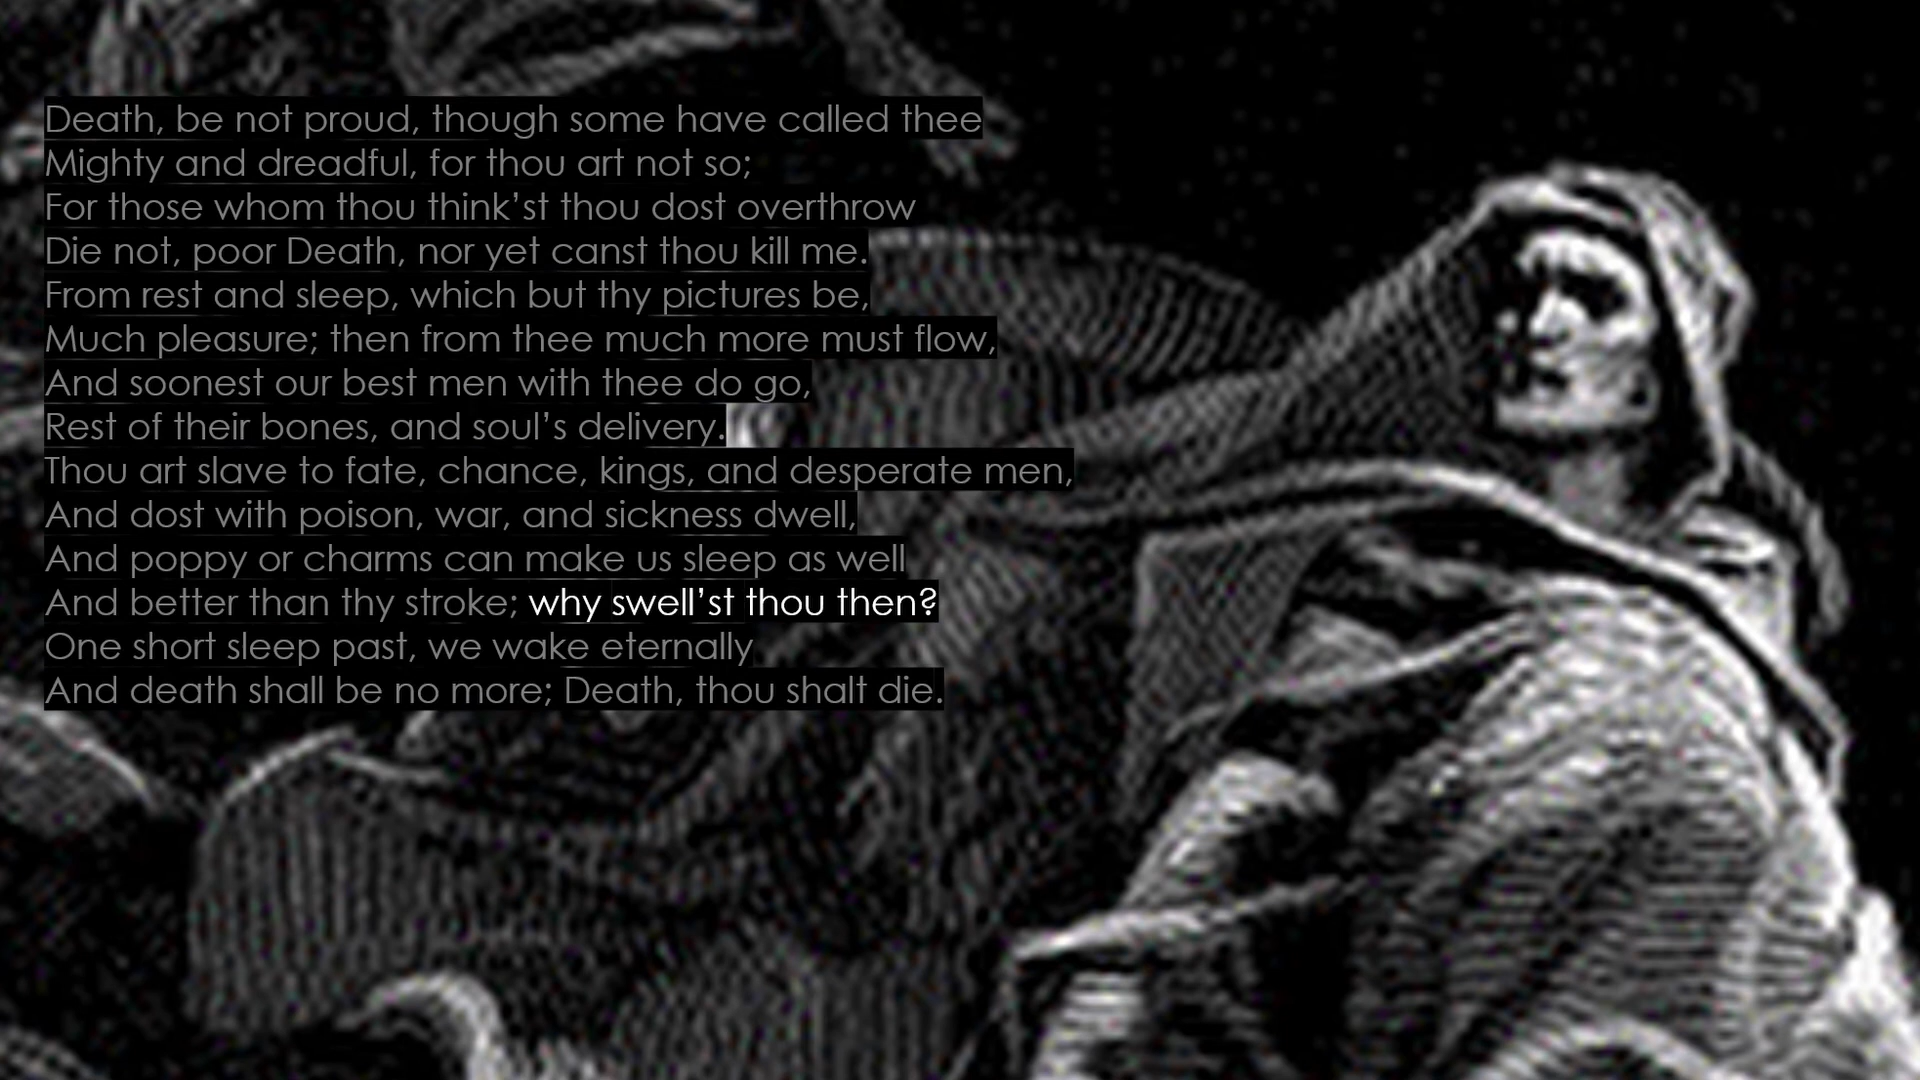 Death, be not proud, though some have called thee
Mighty and dreadful, for thou art not so;
For those whom thou think’st thou dost overthrow
Die not, poor Death, nor yet canst thou kill me.
From rest and sleep, which but thy pictures be,
Much pleasure; then from thee much more must flow,
And soonest our best men with thee do go,
Rest of their bones, and soul’s delivery.
Thou art slave to fate, chance, kings, and desperate men,
And dost with poison, war, and sickness dwell,
And poppy or charms can make us sleep as well
And better than thy stroke; why swell’st thou then?
One short sleep past, we wake eternally
And death shall be no more; Death, thou shalt die.